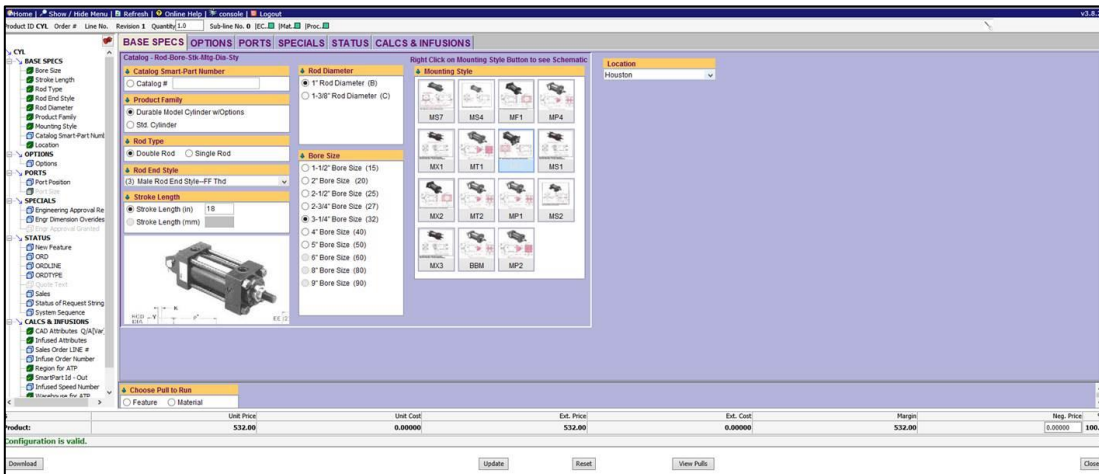 Home | Show / Hide Menu | Refresh | Online Help | console | Logout
Product ID CYL Order # Line No. Revision 1 Quantity 1.0 Sub-line No. 0 |EC.. |Mat.. |Proc..
BASE SPECS OPTIONS PORTS SPECIALS STATUS CALCS & INFUSIONS
CYL
BASE SPECS
Bore Size
Stroke Length
Rod Type
Rod End Style
Rod Diameter
Product Family
Mounting Style
Catalog Smart-Part Numb
Location
OPTIONS
Options
PORTS
Port Position
Port Size
SPECIALS
Engineering Approval Re
Engr Dimension Overides
Engr Approval Granted
STATUS
New Feature
ORD
ORDLINE
ORDTYPE
Quote Text
Sales
Status of Request String
System Sequence
CALCS & INFUSIONS
CAD Attributes Q/A[Var
Infused Attributes
Sales Order LINE #
Infuse Order Number
Region for ATP
SmartPart Id - Out
Infused Speed Number
Warehouse for ATP
Catalog - Rod-Bore-Stk-Mtg-Dia-Sty
Catalog Smart-Part Number
Catalog #
Product Family
Durable Model Cylinder w/Options
Std. Cylinder
Rod Type
Double Rod Single Rod
Rod End Style
(3) Male Rod End Style--FF Thd
Stroke Length
Stroke Length (in) 18
Stroke Length (mm)
Rod Diameter
1" Rod Diameter (B)
1-3/8" Rod Diameter (C)
Bore Size
1-1/2" Bore Size (15)
2" Bore Size (20)
2-1/2" Bore Size (25)
2-3/4" Bore Size (27)
3-1/4" Bore Size (32)
4" Bore Size (40)
5" Bore Size (50)
6" Bore Size (60)
8" Bore Size (80)
9" Bore Size (90)
Right Click on Mounting Style Button to see Schematic
Mounting Style
MS7 MS4 MF1 MP4
MX1 MT1 MS1
MX2 MT2 MP1 MS2
MX3 BBM MP2
Location
Houston
Choose Pull to Run
Feature Material
Unit Price Unit Cost Ext. Price Ext. Cost Margin Neg. Price
Product: 532.00 0.00000 532.00 0.00000 532.00 0.00000 100.
Configuration is valid.
Download Update Reset View Pulls Close